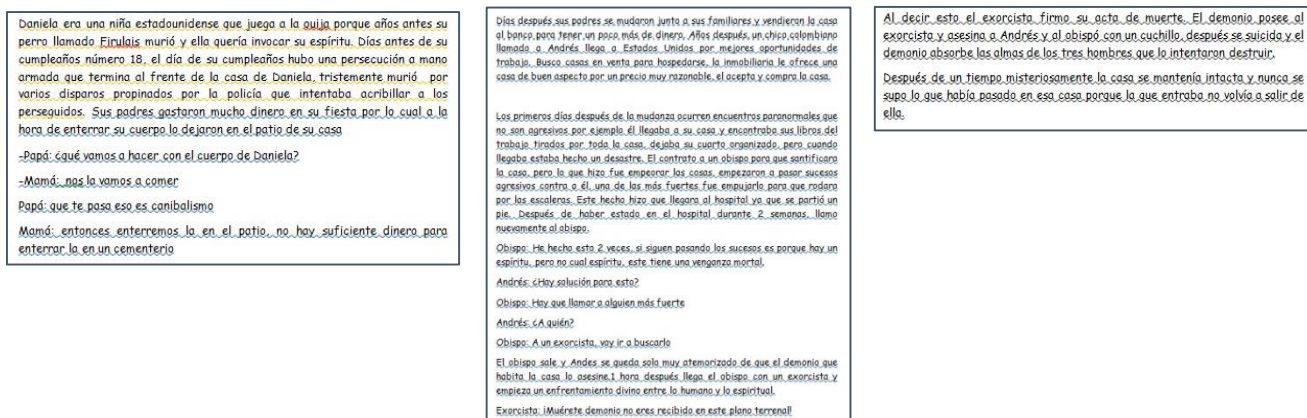 Daniela era una niña estadounidense que juega a la ouija porque años antes su
perro llamado Firulais murió y ella quería invocar su espíritu. Días antes de su
cumpleaños número 18, el día de su cumpleaños hubo una persecución a mano
armada que termina al frente de la casa de Daniela, tristemente murió por
varios disparos propinados por la policía que intentaba acribillar a los
perseguidos. Sus padres gastaron mucho dinero en su fiesta por lo cual a la
hora de enterrar su cuerpo lo dejaron en el patio de su casa
-Papá: ¿qué vamos a hacer con el cuerpo de Daniela?
-Mamá: nos la vamos a comer
Papá: que te pasa eso es canibalismo
Mamá: entonces enterremos la en el patio, no hay suficiente dinero para
enterrar la en un cementerio
Días después sus padres se mudaron junto a sus familiares y vendieron la casa
al banco para tener un poco más de dinero. Años después, un chico colombiano
llamado a Andrés llega a Estados Unidos por mejores oportunidades de
trabajo. Busco casas en venta para hospedarse, la inmobiliaria le ofrece una
casa de buen aspecto por un precio muy razonable, el acepta y compra la casa.
Los primeros días después de la mudanza ocurren encuentros paranormales que
no son agresivos por ejemplo él llegaba a su casa y encontraba sus libros del
trabajo tirados por toda la casa, dejaba su cuarto organizado, pero cuando
llegaba estaba hecho un desastre. El contrato a un obispo para que santificara
la casa, pero lo que hizo fue empeorar las cosas, empezaron a pasar sucesos
agresivos contra a él, una de las más fuertes fue empujarlo para que rodara
por las escaleras. Este hecho hizo que llegara al hospital ya que se partió un
pie. Después de haber estado en el hospital durante 2 semanas, llamo
nuevamente al obispo.
Obispo: He hecho esto 2 veces, si siguen pasando los sucesos es porque hay un
espíritu, pero no cual espíritu, este tiene una venganza mortal.
Andrés: ¿Hay solución para esto?
Obispo: Hay que llamar a alguien más fuerte
Andrés: ¿A quién?
Obispo: A un exorcista, voy ir a buscarlo
El obispo sale y Andes se queda solo muy atemorizado de que el demonio que
habita la casa lo asesine.1 hora después llega el obispo con un exorcista y
empieza un enfrentamiento divino entre lo humano y lo espiritual.
Exorcista: ¡Muérete demonio no eres recibido en este plano terrenal!
Al decir esto el exorcista firmo su acta de muerte. El demonio posee al
exorcista y asesina a Andrés y al obispó con un cuchillo, después se suicida y el
demonio absorbe las almas de los tres hombres que lo intentaron destruir.
Después de un tiempo misteriosamente la casa se mantenía intacta y nunca se
supo lo que había pasado en esa casa porque la que entraba no volvía a salir de
ella.